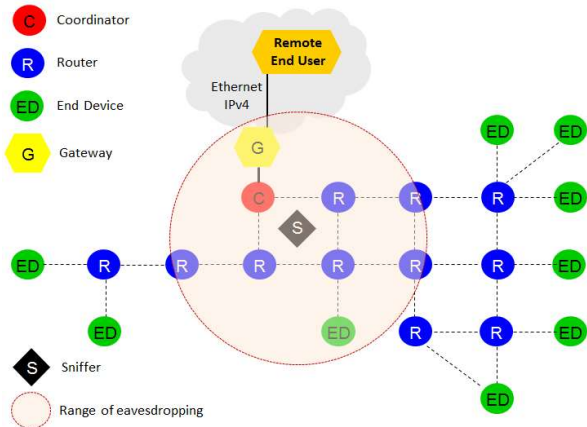 C Coordinator
R Router
ED End Device
G Gateway
Remote
End User
Ethernet
IPv4
G
ED ED
C R R R ED
S
ED R R R R R R ED
ED ED R R ED
ED
S Sniffer
Range of eavesdropping